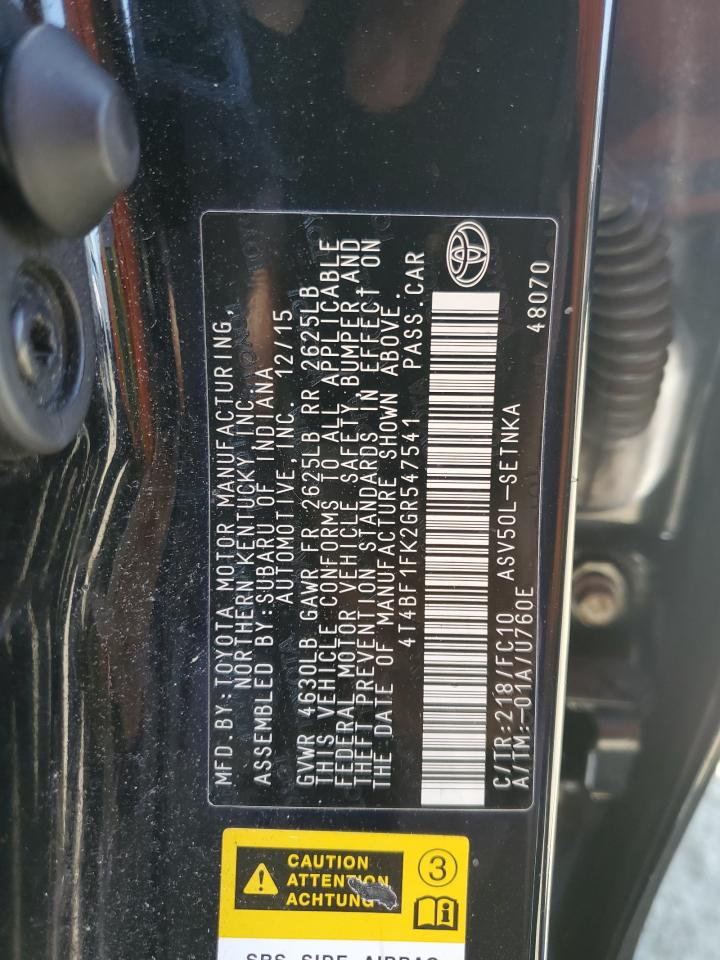 MFD.BY:TOYOTA MOTOR MANUFACTURING,
NORTHERN KENTUCKY INC.
ASSEMBLED BY:SUBARU OF INDIANA
AUTOMOTIVE INC. 12/15
GVWR 4630LB GAWR FR 2625LB RR 2625LB
THIS VEHICLE CONFORMS TO ALL APPLICABLE
FEDERAL MOTOR VEHICLE SAFETY, BUMPER AND
THEFT PREVENTION STANDARDS IN EFFECT ON
THE DATE OF MANUFACTURE SHOWN ABOVE.
4T4BF1FK2GR547541 PASS.CAR
C/TR:218/FC10 ASV50L-SETNKA
A/TM:-01A/U760E 48070
CAUTION
ATTENTION
ACHTUNG
3
i
SRS SIDE AIRBAG